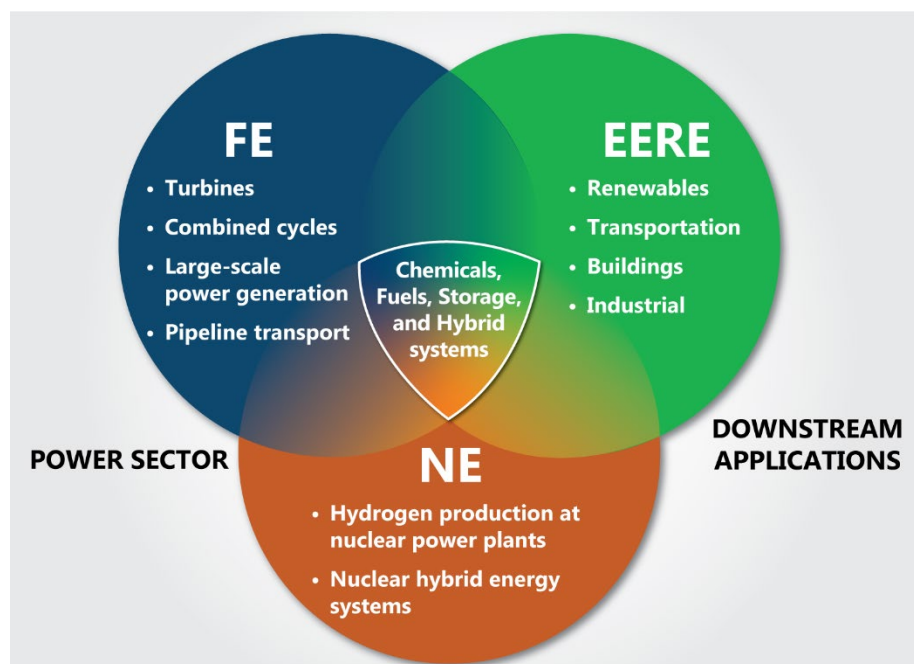 FE
• Turbines
• Combined cycles
• Large-scale
power generation
• Pipeline transport
EERE
• Renewables
• Transportation
• Buildings
• Industrial
Chemicals,
Fuels, Storage,
and Hybrid
systems
POWER SECTOR
DOWNSTREAM
APPLICATIONS
NE
• Hydrogen production at
nuclear power plants
• Nuclear hybrid energy
systems